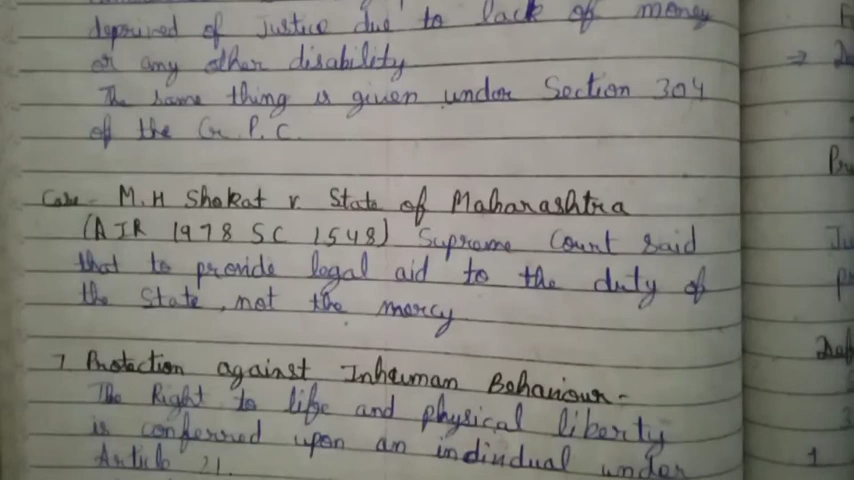 deprived of justice due to lack of money
or any other disability
The same thing is given under Section 304
of the Cr. P. C.
Case - M.H Shokat v. State of Maharashtra
(AIR 1978 SC 1548) Supreme Court said
that to provide legal aid to the duty of
the State, not the mercy
7 Protection against Inhuman Behaviour -
The Right to life and physical liberty
is conferred upon an individual under
Article 21.
1